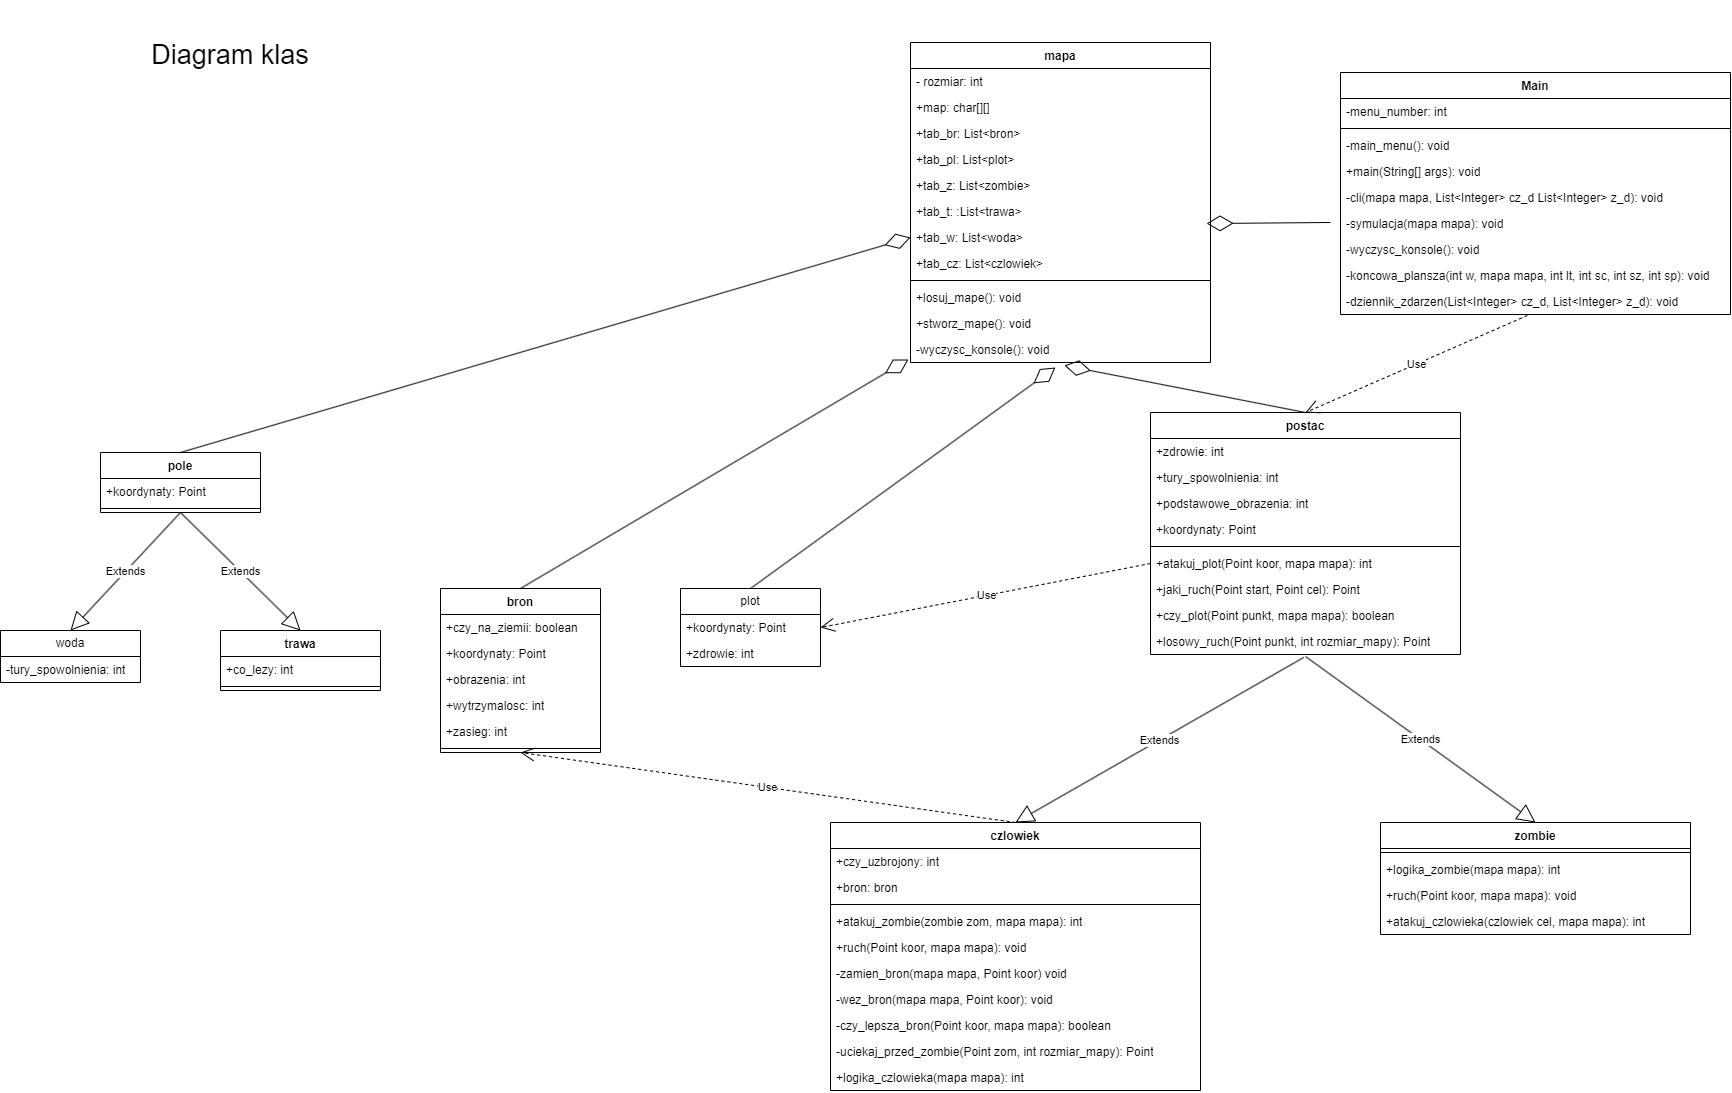 Diagram klas
mapa
- rozmiar: int
+map: char[][]
+tab_br: List<bron>
+tab_pl: List<plot>
+tab_z: List<zombie>
+tab_t: :List<trawa>
+tab_w: List<woda>
+tab_cz: List<czlowiek>
+losuj_mape(): void
+stworz_mape(): void
-wyczysc_konsole(): void
Main
-menu_number: int
-main_menu(): void
+main(String[] args): void
-cli(mapa mapa, List<Integer> cz_d List<Integer> z_d): void
-symulacja(mapa mapa): void
-wyczysc_konsole(): void
-koncowa_plansza(int w, mapa mapa, int lt, int sc, int sz, int sp): void
-dziennik_zdarzen(List<Integer> cz_d, List<Integer> z_d): void
Use
postac
+zdrowie: int
+tury_spowolnienia: int
+podstawowe_obrazenia: int
+koordynaty: Point
+atakuj_plot(Point koor, mapa mapa): int
+jaki_ruch(Point start, Point cel): Point
+czy_plot(Point punkt, mapa mapa): boolean
+losowy_ruch(Point punkt, int rozmiar_mapy): Point
pole
+koordynaty: Point
Extends
Extends
woda
-tury_spowolnienia: int
trawa
+co_lezy: int
bron
+czy_na_ziemii: boolean
+koordynaty: Point
+obrazenia: int
+wytrzymalosc: int
+zasieg: int
plot
+koordynaty: Point
+zdrowie: int
Use
Use
Extends
Extends
czlowiek
+czy_uzbrojony: int
+bron: bron
+atakuj_zombie(zombie zom, mapa mapa): int
+ruch(Point koor, mapa mapa): void
-zamien_bron(mapa mapa, Point koor) void
-wez_bron(mapa mapa, Point koor): void
-czy_lepsza_bron(Point koor, mapa mapa): boolean
-uciekaj_przed_zombie(Point zom, int rozmiar_mapy): Point
+logika_czlowieka(mapa mapa): int
zombie
+logika_zombie(mapa mapa): int
+ruch(Point koor, mapa mapa): void
+atakuj_czlowieka(czlowiek cel, mapa mapa): int